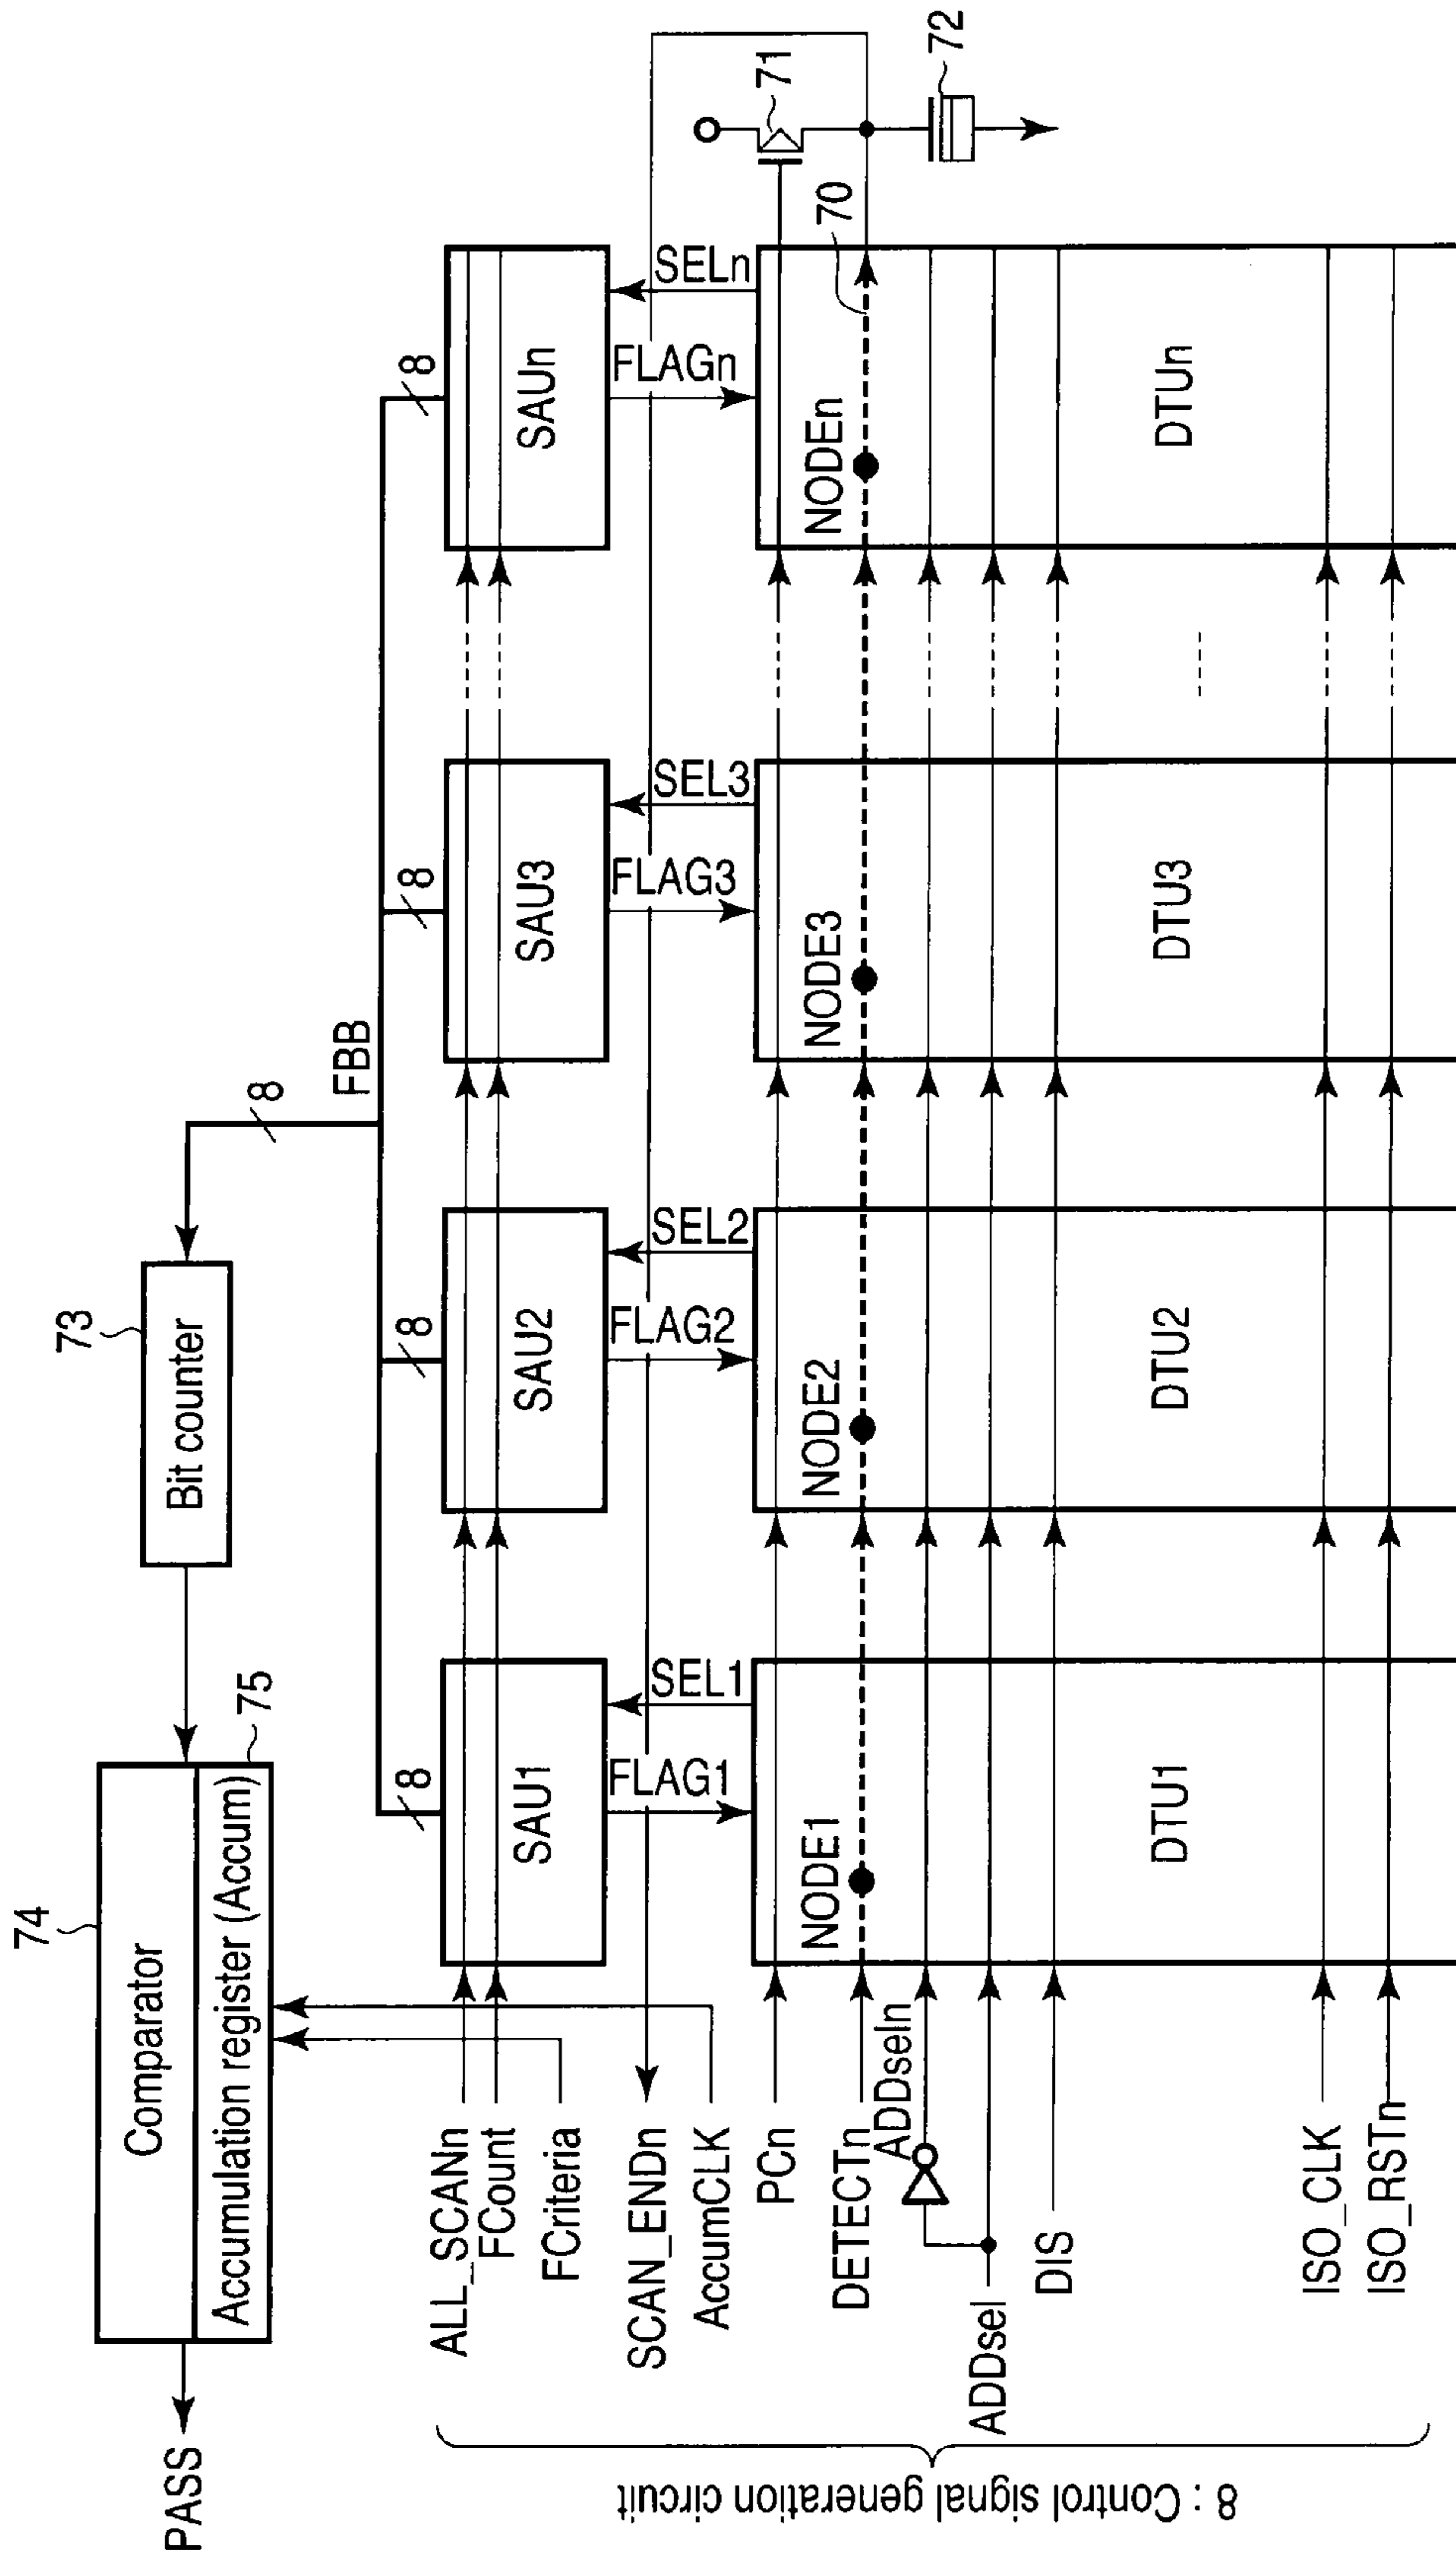 74
Comparator
75
Accumulation register (Accum)
PASS
73
Bit counter
8
FBB
8
8
8
8
SAU1
SAU2
SAU3
SAUn
FLAG1
SEL1
FLAG2
SEL2
FLAG3
SEL3
FLAGn
SELn
71
72
70
NODE1
NODE2
NODE3
NODEn
DTU1
DTU2
DTU3
DTUn
ALL_SCANn
FCount
FCriteria
SCAN_ENDn
AccumCLK
PCn
DETECTn
ADDseln
ADDsel
DIS
ISO_CLK
ISO_RSTn
8 : Control signal generation circuit